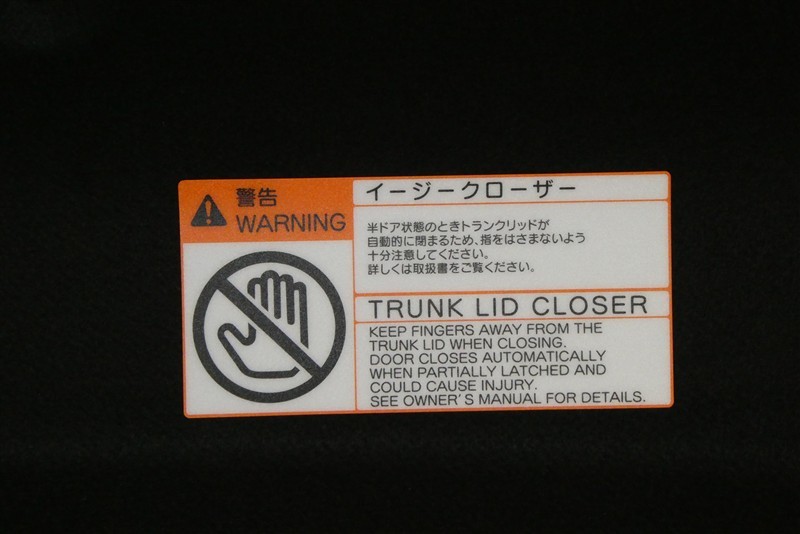 警告
WARNING
イージークローザー
半ドア状態のときトランクリッドが
自動的に閉まるため、指をはさまないよう
十分注意してください。
詳しくは取扱書をご覧ください。
TRUNK LID CLOSER
KEEP FINGERS AWAY FROM THE
TRUNK LID WHEN CLOSING.
DOOR CLOSES AUTOMATICALLY
WHEN PARTIALLY LATCHED AND
COULD CAUSE INJURY.
SEE OWNER'S MANUAL FOR DETAILS.